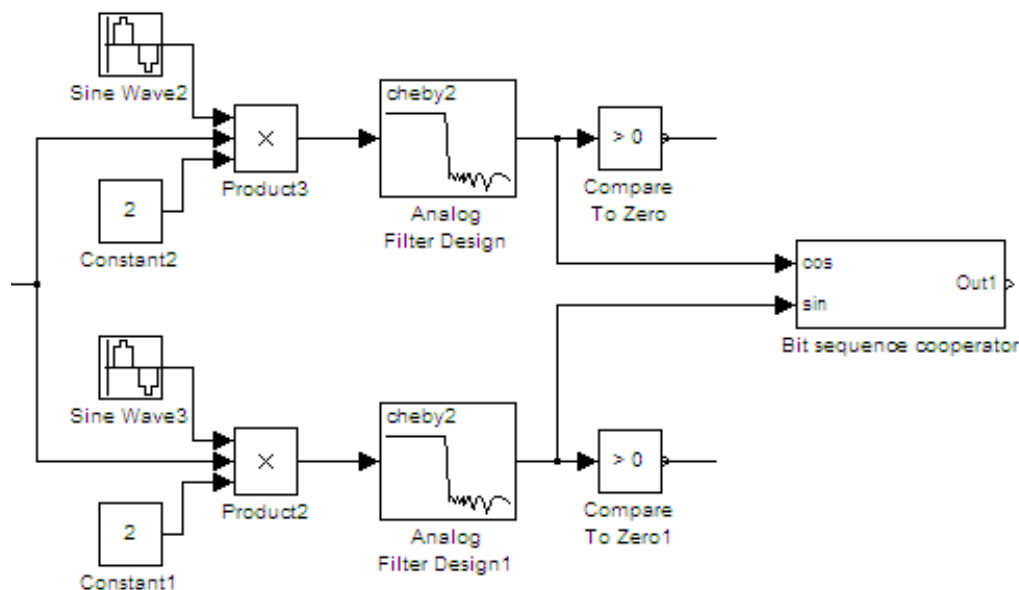 Sine Wave2
×
Product3
2
Constant2
cheby2
Analog
Filter Design
> 0
Compare
To Zero
cos
sin
Out1
Bit sequence cooperator
Sine Wave3
×
Product2
2
Constant1
cheby2
Analog
Filter Design1
> 0
Compare
To Zero1